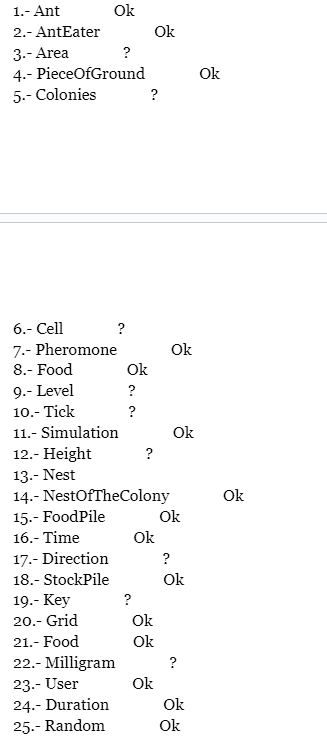 1.- Ant Ok
2.- AntEater Ok
3.- Area ?
4.- PieceOfGround Ok
5.- Colonies ?
6.- Cell ?
7.- Pheromone Ok
8.- Food Ok
9.- Level ?
10.- Tick ?
11.- Simulation Ok
12.- Height ?
13.- Nest
14.- NestOfTheColony Ok
15.- FoodPile Ok
16.- Time Ok
17.- Direction ?
18.- StockPile Ok
19.- Key ?
20.- Grid Ok
21.- Food Ok
22.- Milligram ?
23.- User Ok
24.- Duration Ok
25.- Random Ok